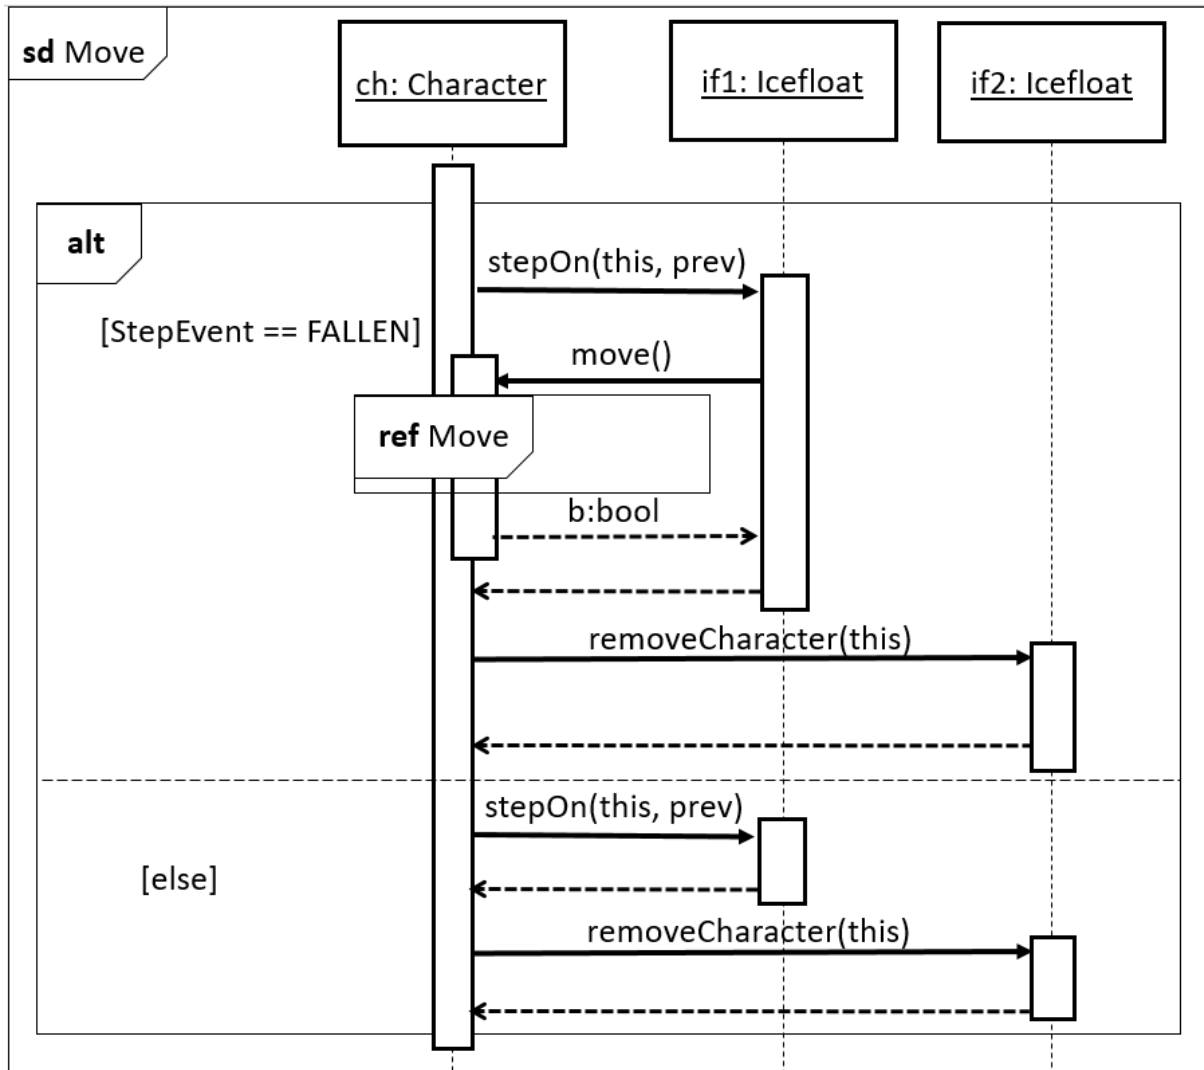 sd Move
ch: Character
if1: Icefloat
if2: Icefloat
alt
stepOn(this, prev)
[StepEvent == FALLEN]
move()
ref Move
b:bool
removeCharacter(this)
stepOn(this, prev)
[else]
removeCharacter(this)